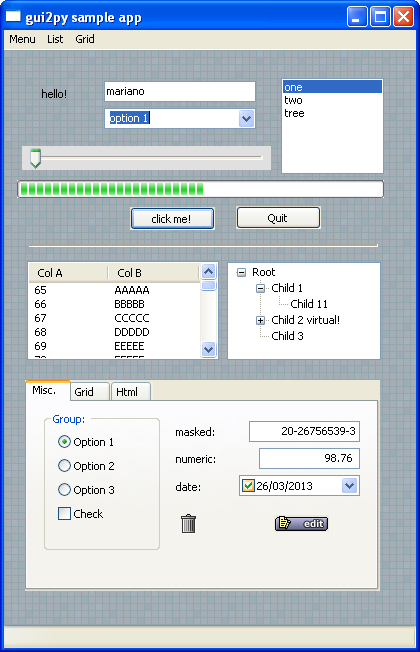 gui2py sample app
Menu List Grid
hello!
mariano
option 1
one
two
tree
click me!
Quit
Col A Col B
65 AAAAA
66 BBBBB
67 CCCCC
68 DDDDD
69 EEEEE
Root
Child 1
Child 11
Child 2 virtual!
Child 3
Misc. Grid Html
Group:
Option 1
Option 2
Option 3
Check
masked: 20-26756539-3
numeric: 98.76
date: 26/03/2013
edit